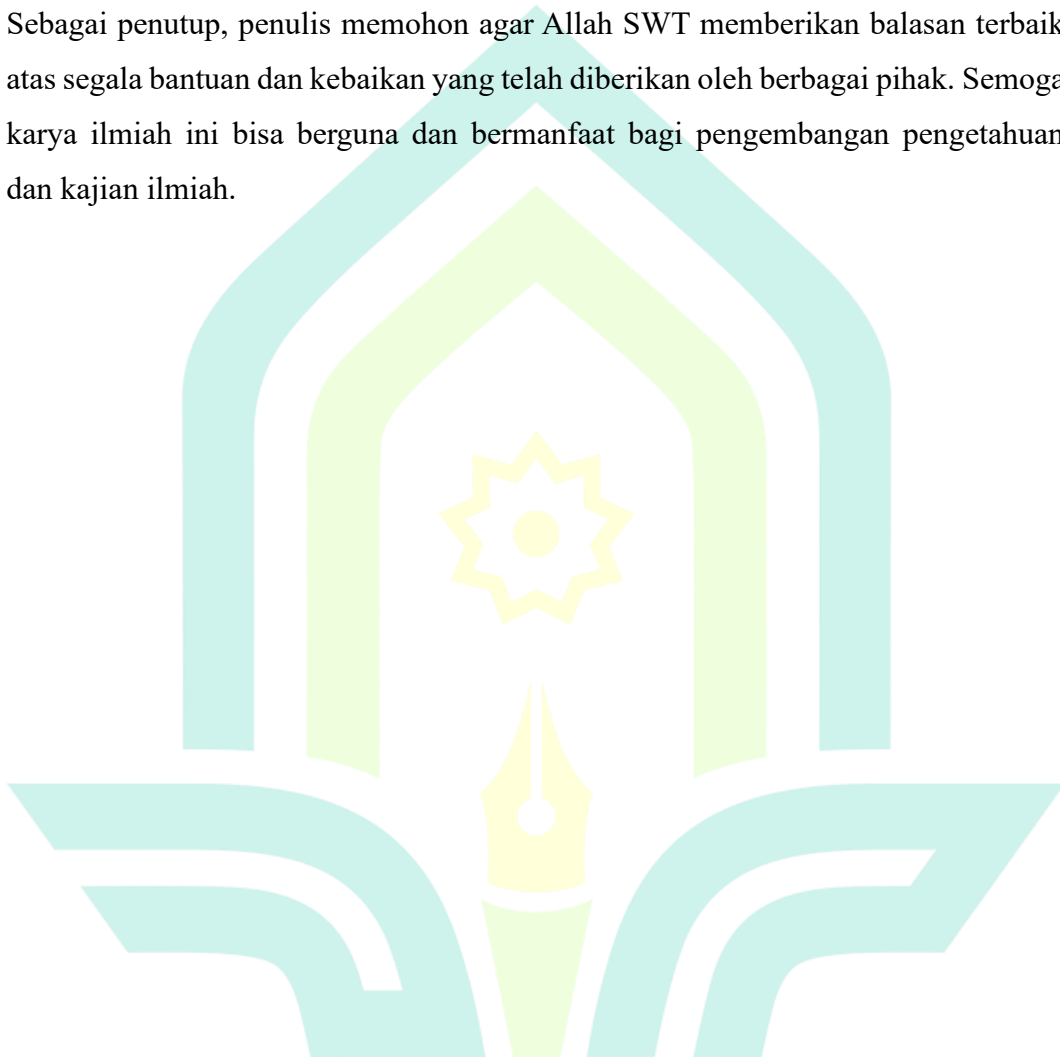 Sebagai penutup, penulis memohon agar Allah SWT memberikan balasan terbaik
atas segala bantuan dan kebaikan yang telah diberikan oleh berbagai pihak. Semoga
karya ilmiah ini bisa berguna dan bermanfaat bagi pengembangan pengetahuan
dan kajian ilmiah.